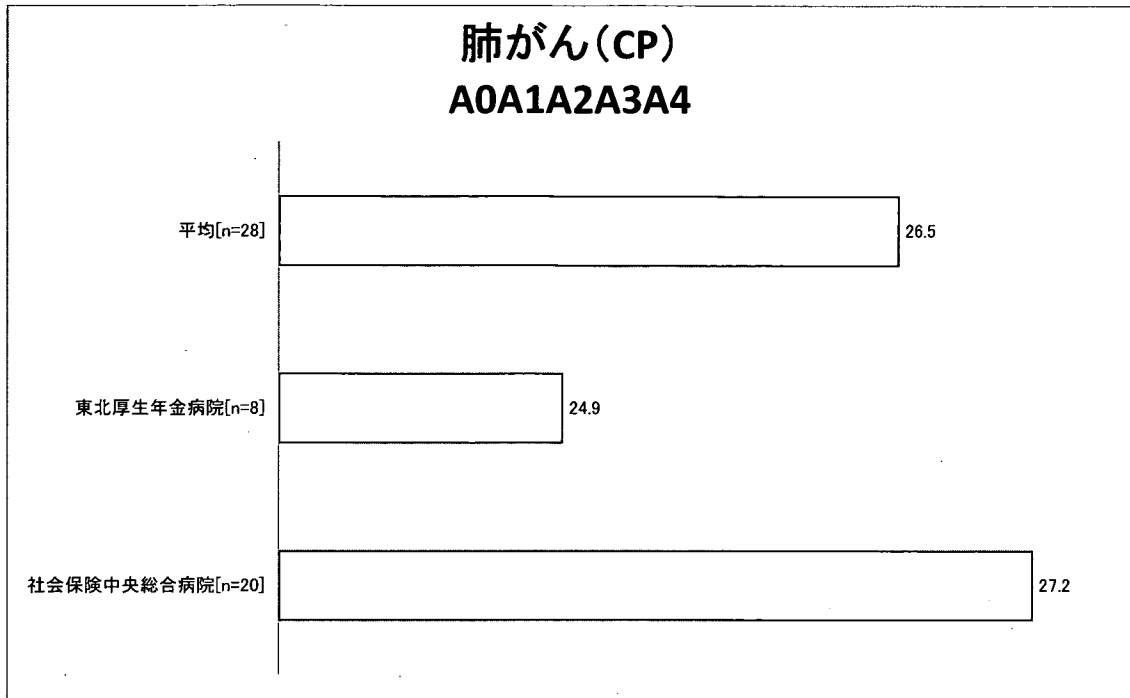 肺がん(CP)
A0A1A2A3A4
平均[n=28]
26.5
東北厚生年金病院[n=8]
24.9
社会保険中央総合病院[n=20]
27.2